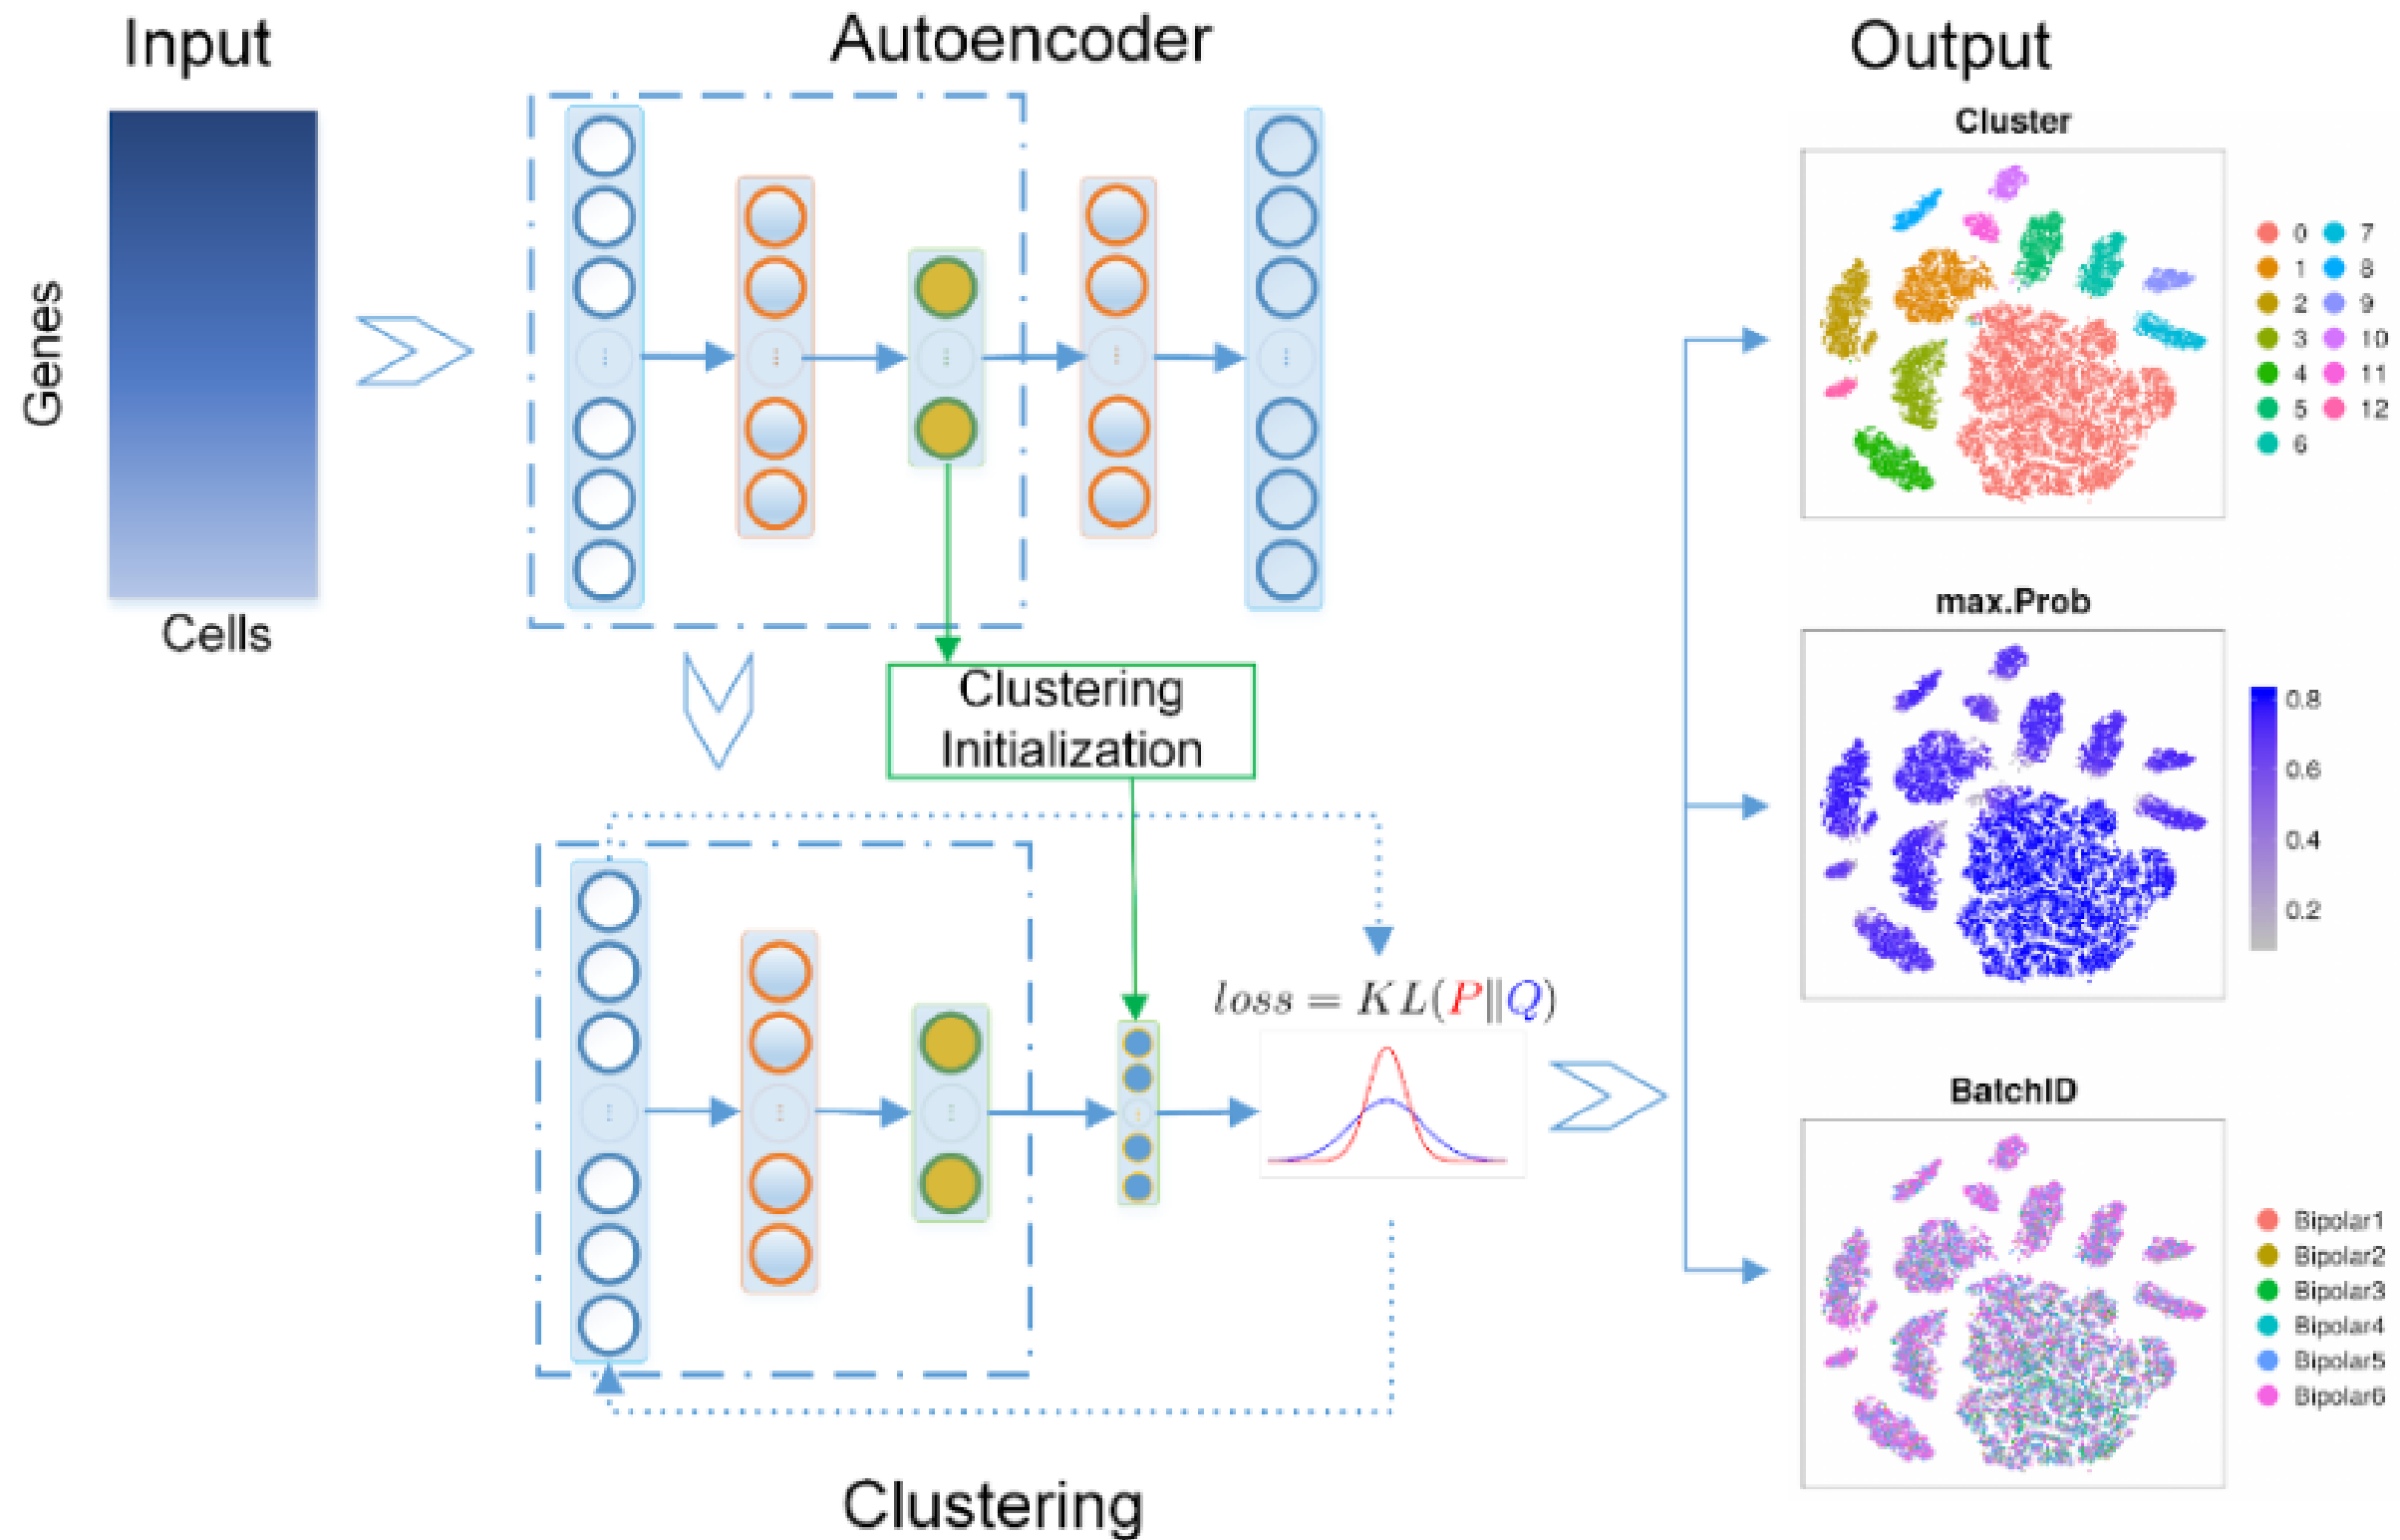 Input
Autoencoder
Output
Genes
Cells
Cluster
0 7
1 8
2 9
3 10
4 11
5 12
6
Clustering
Initialization
max.Prob
0.8
0.6
0.4
0.2
loss = KL(P||Q)
BatchID
Bipolar1
Bipolar2
Bipolar3
Bipolar4
Bipolar5
Bipolar6
Clustering